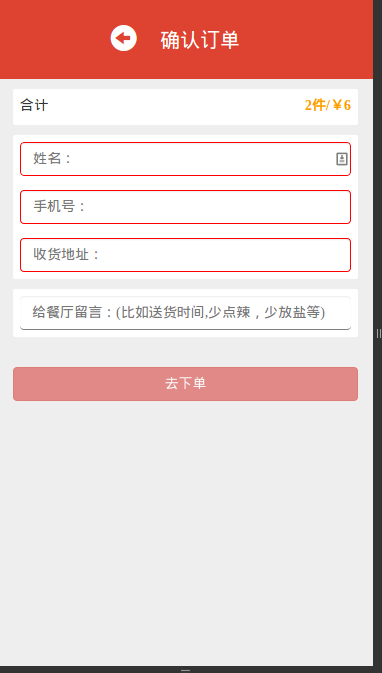 确认订单
合计 2件/￥6
姓名：
手机号：
收货地址：
给餐厅留言：(比如送货时间,少点辣，少放盐等)
去下单